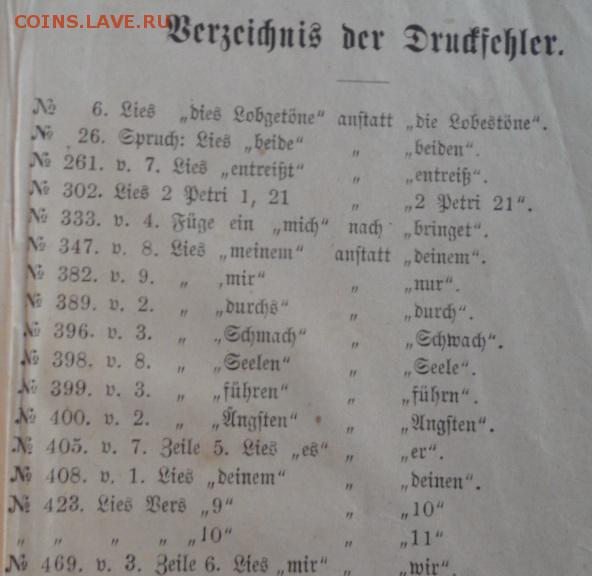 COINS.LAVE.RU
Verzeichnis der Druckfehler.
№ 6. Lies „dies Lobgetöne“ anstatt „die Lobestöne“.
№ 26. Spruch: Lies „beide“ „ „beiden“.
№ 261. v. 7. Lies „entreißt“ „ „entreiß“.
№ 302. Lies 2 Petri 1, 21 „ „2 Petri 21“.
№ 333. v. 4. Füge ein „mich“ nach „bringet“.
№ 347. v. 8. Lies „meinem“ anstatt „deinem“.
№ 382. v. 9. „ „mir“ „ „nur“.
№ 389. v. 2. „ „durchs“ „ „durch“.
№ 396. v. 3. „ „Schmach“ „ „Schwach“.
№ 398. v. 8. „ „Seelen“ „ „Seele“.
№ 399. v. 3. „ „führen“ „ „führn“.
№ 400. v. 2. „ „Ängsten“ „ „Angsten“.
№ 405. v. 7. Zeile 5. Lies „es“ „ „er“.
№ 408. v. 1. Lies „deinem“ „ „deinen“.
№ 423. Lies Vers „9“ „ „10“
„ „ „ „ „10“ „ „11“
№ 469. v. 3. Zeile 6. Lies „mir“ „ „wir“.